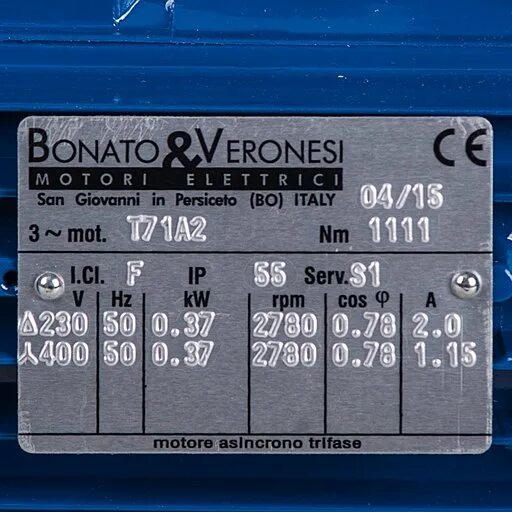 BONATO & VERONESI
CE
MOTORI ELETTRICI
San Giovanni in Persiceto (BO) ITALY 04/15
3 ~ mot. T71A2 Nm 1111
I.Cl. F IP 55 Serv. S1
V Hz kW rpm cos φ A
Δ230 50 0.37 2780 0.78 2.0
⅄400 50 0.37 2780 0.78 1.15
motore asincrono trifase